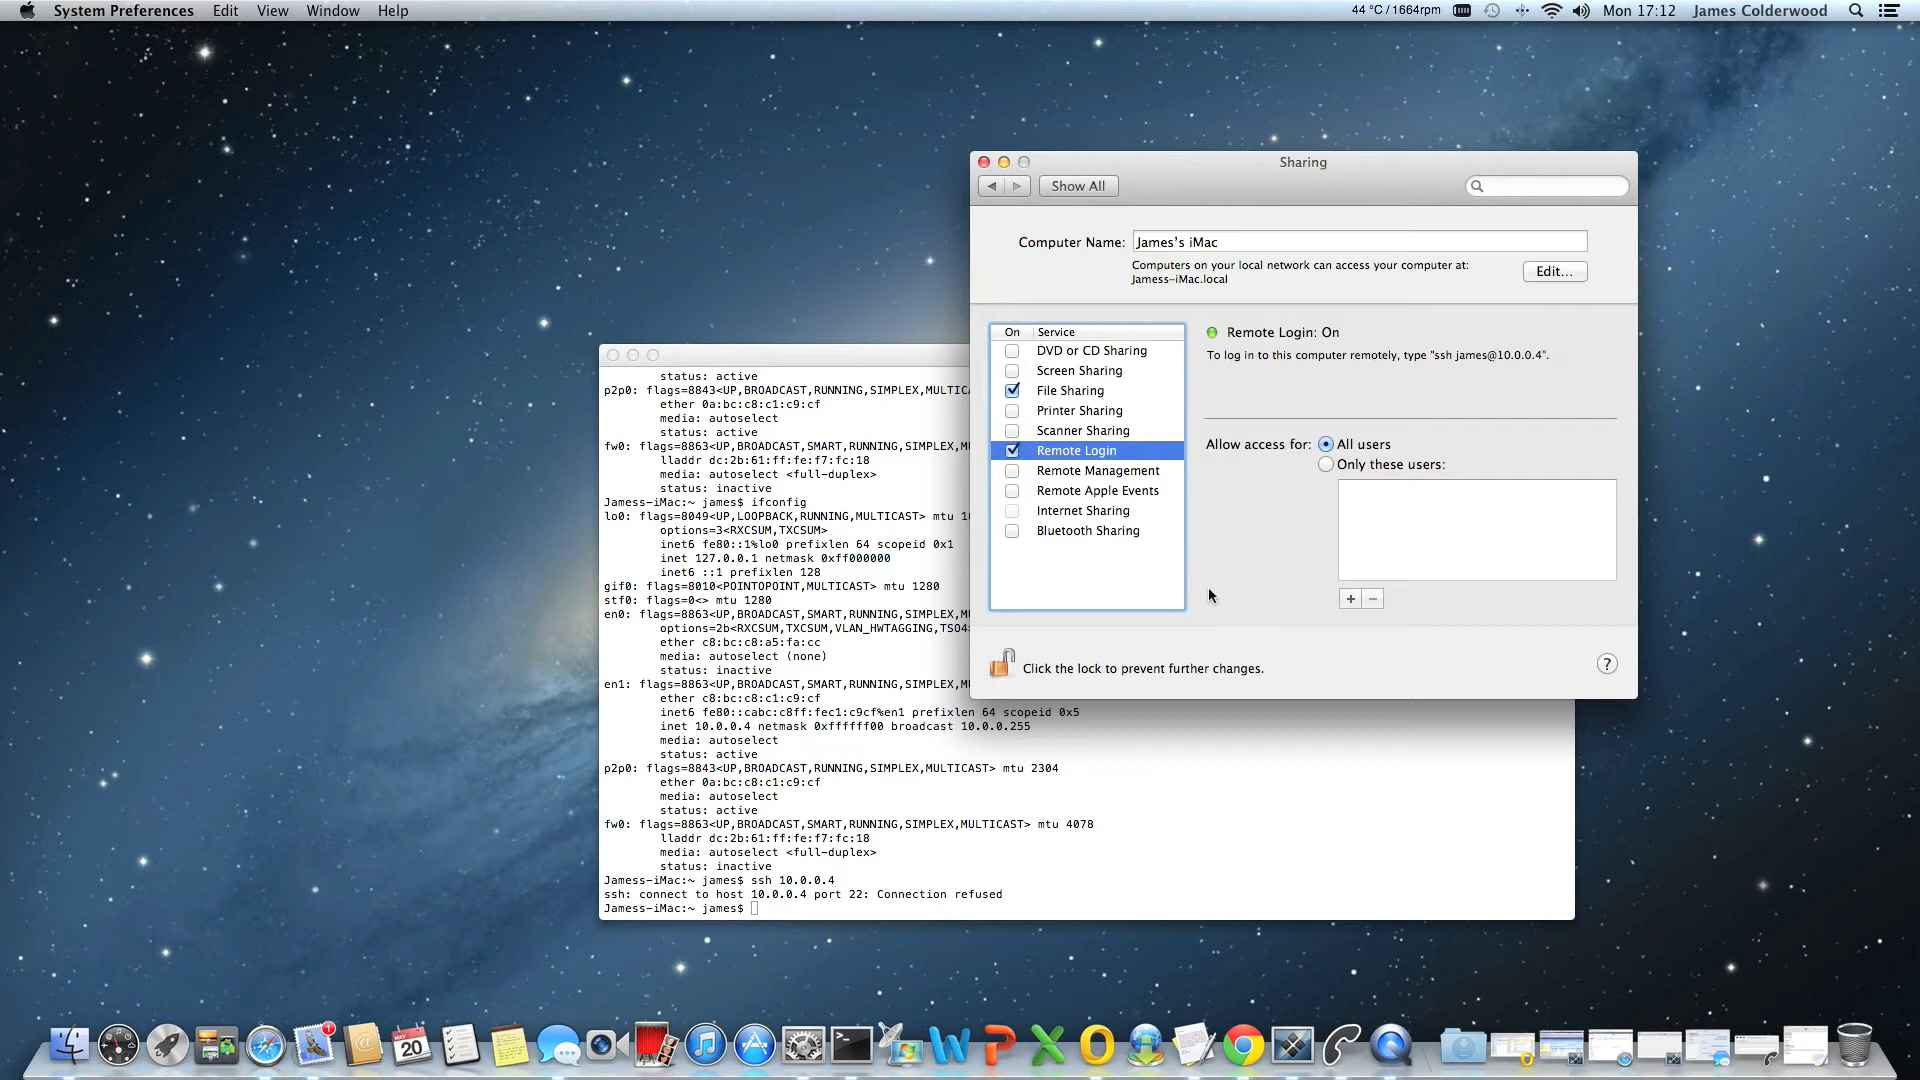 System Preferences Edit View Window Help
44 °C / 1664rpm Mon 17:12 James Colderwood
Sharing
Show All
Computer Name: James's iMac
Computers on your local network can access your computer at:
Jamess-iMac.local
Edit...
On Service
DVD or CD Sharing
Screen Sharing
File Sharing
Printer Sharing
Scanner Sharing
Remote Login
Remote Management
Remote Apple Events
Internet Sharing
Bluetooth Sharing
Remote Login: On
To log in to this computer remotely, type "ssh james@10.0.0.4".
Allow access for: All users
Only these users:
+ −
Click the lock to prevent further changes.
?
status: active
p2p0: flags=8843<UP,BROADCAST,RUNNING,SIMPLEX,MULTICA
ether 0a:bc:c8:c1:c9:cf
media: autoselect
status: active
fw0: flags=8863<UP,BROADCAST,SMART,RUNNING,SIMPLEX,M
lladdr dc:2b:61:ff:fe:f7:fc:18
media: autoselect <full-duplex>
status: inactive
Jamess-iMac:~ james$ ifconfig
lo0: flags=8049<UP,LOOPBACK,RUNNING,MULTICAST> mtu 1
options=3<RXCSUM,TXCSUM>
inet6 fe80::1%lo0 prefixlen 64 scopeid 0x1
inet 127.0.0.1 netmask 0xff000000
inet6 ::1 prefixlen 128
gif0: flags=8010<POINTOPOINT,MULTICAST> mtu 1280
stf0: flags=0<> mtu 1280
en0: flags=8863<UP,BROADCAST,SMART,RUNNING,SIMPLEX,M
options=2b<RXCSUM,TXCSUM,VLAN_HWTAGGING,TSO4
ether c8:bc:c8:a5:fa:cc
media: autoselect (none)
status: inactive
en1: flags=8863<UP,BROADCAST,SMART,RUNNING,SIMPLEX,M
ether c8:bc:c8:c1:c9:cf
inet6 fe80::cabc:c8ff:fec1:c9cf%en1 prefixlen 64 scopeid 0x5
inet 10.0.0.4 netmask 0xffffff00 broadcast 10.0.0.255
media: autoselect
status: active
p2p0: flags=8843<UP,BROADCAST,RUNNING,SIMPLEX,MULTICAST> mtu 2304
ether 0a:bc:c8:c1:c9:cf
media: autoselect
status: active
fw0: flags=8863<UP,BROADCAST,SMART,RUNNING,SIMPLEX,MULTICAST> mtu 4078
lladdr dc:2b:61:ff:fe:f7:fc:18
media: autoselect <full-duplex>
status: inactive
Jamess-iMac:~ james$ ssh 10.0.0.4
ssh: connect to host 10.0.0.4 port 22: Connection refused
Jamess-iMac:~ james$
1
MAY
20